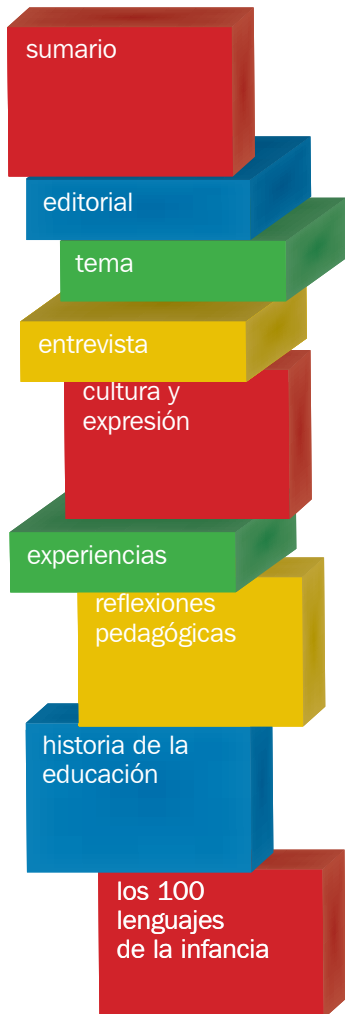 sumario
editorial
tema
entrevista
cultura y
expresión
experiencias
reflexiones
pedagógicas
historia de la
educación
los 100
lenguajes
de la infancia